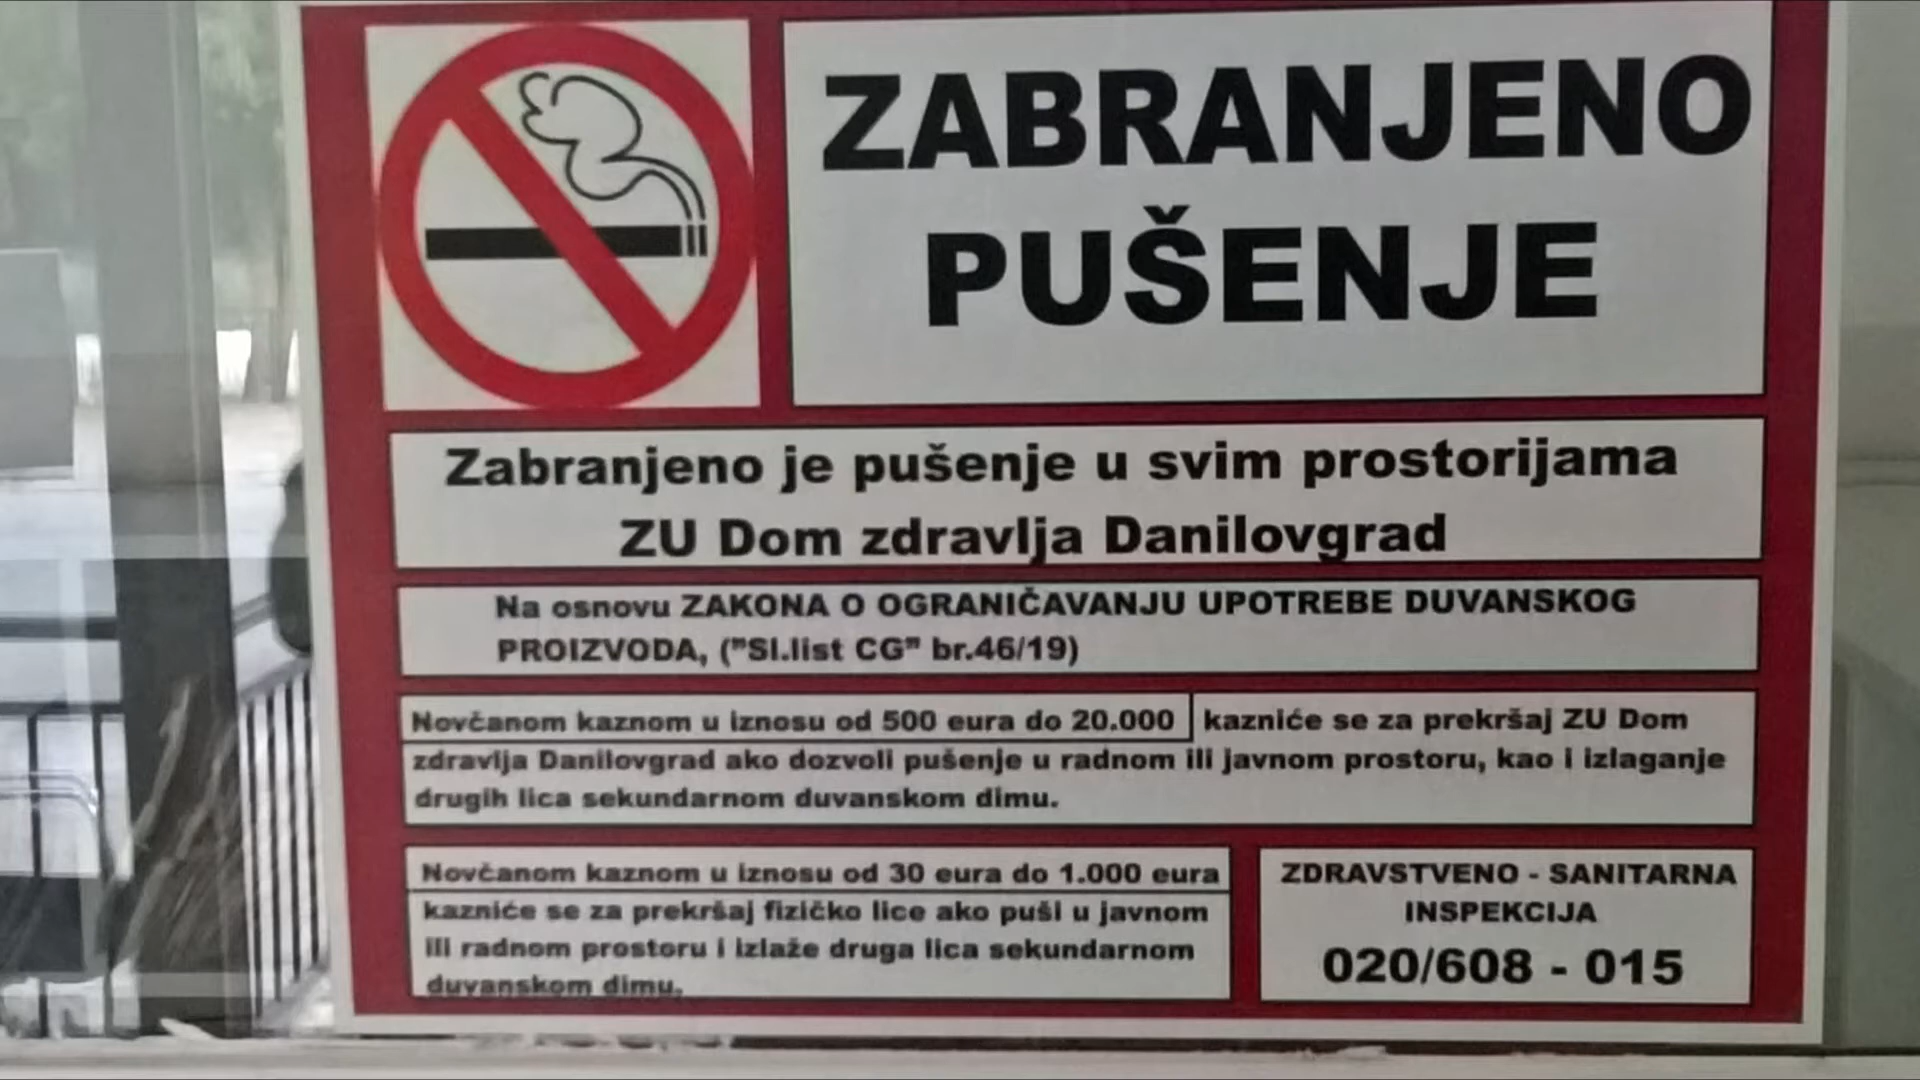 ZABRANJENO
PUŠENJE
Zabranjeno je pušenje u svim prostorijama
ZU Dom zdravlja Danilovgrad
Na osnovu ZAKONA O OGRANIČAVANJU UPOTREBE DUVANSKOG
PROIZVODA, ("Sl.list CG" br.46/19)
Novčanom kaznom u iznosu od 500 eura do 20.000 kazniće se za prekršaj ZU Dom
zdravlja Danilovgrad ako dozvoli pušenje u radnom ili javnom prostoru, kao i izlaganje
drugih lica sekundarnom duvanskom dimu.
Novčanom kaznom u iznosu od 30 eura do 1.000 eura
kazniće se za prekršaj fizičko lice ako puši u javnom
ili radnom prostoru i izlaže druga lica sekundarnom
duvanskom dimu.
ZDRAVSTVENO - SANITARNA
INSPEKCIJA
020/608 - 015